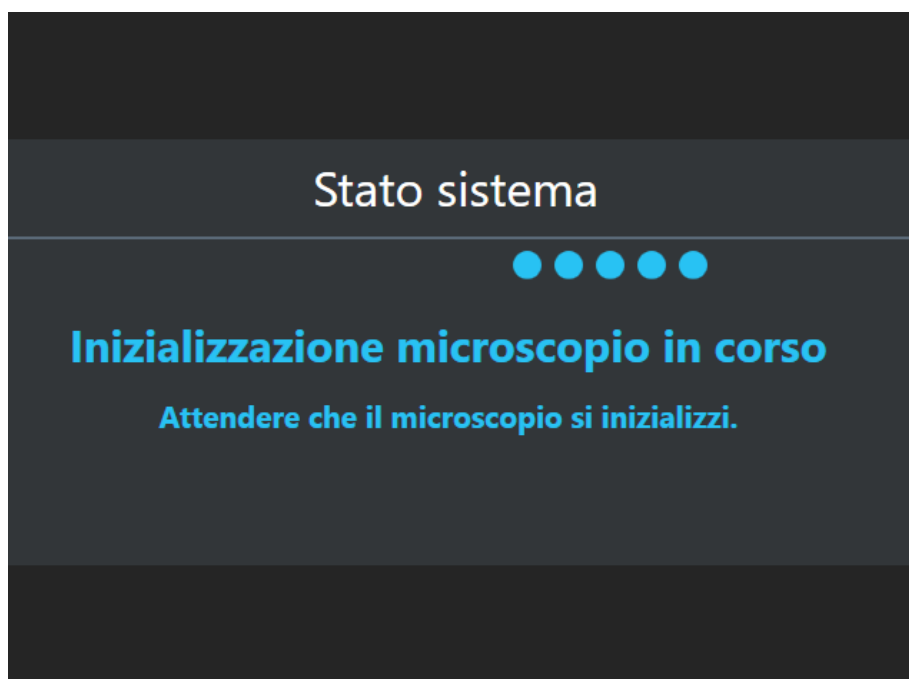 Stato sistema
Inizializzazione microscopio in corso
Attendere che il microscopio si inizializzi.